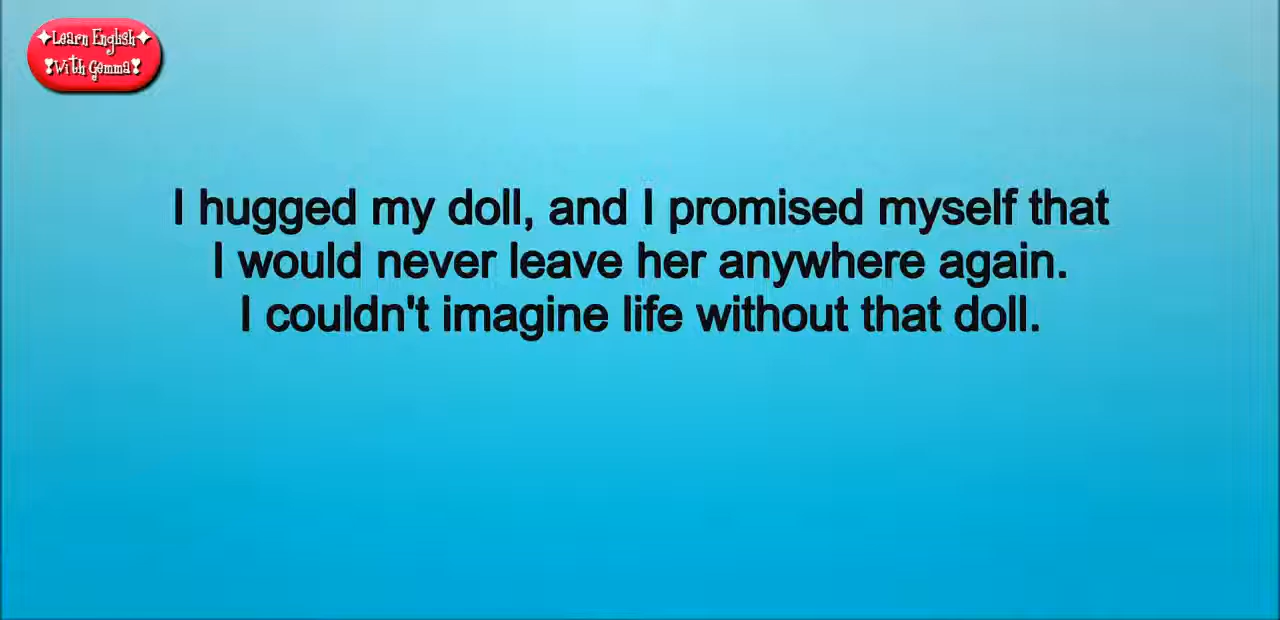 ✦Learn English✦
❣With Gemma❣
I hugged my doll, and I promised myself that
I would never leave her anywhere again.
I couldn't imagine life without that doll.